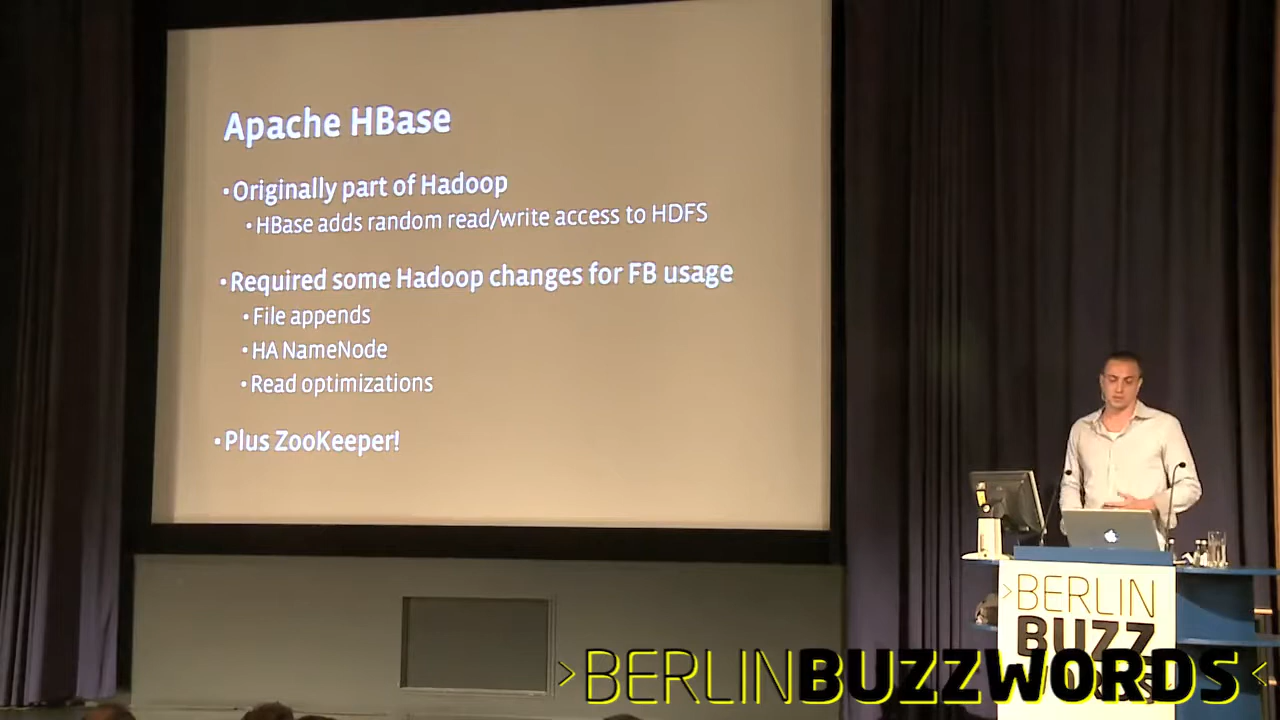 Apache HBase
•Originally part of Hadoop
•HBase adds random read/write access to HDFS
•Required some Hadoop changes for FB usage
•File appends
•HA NameNode
•Read optimizations
•Plus ZooKeeper!
>BERLIN
BUZZ
>BERLINBUZZWORDS<